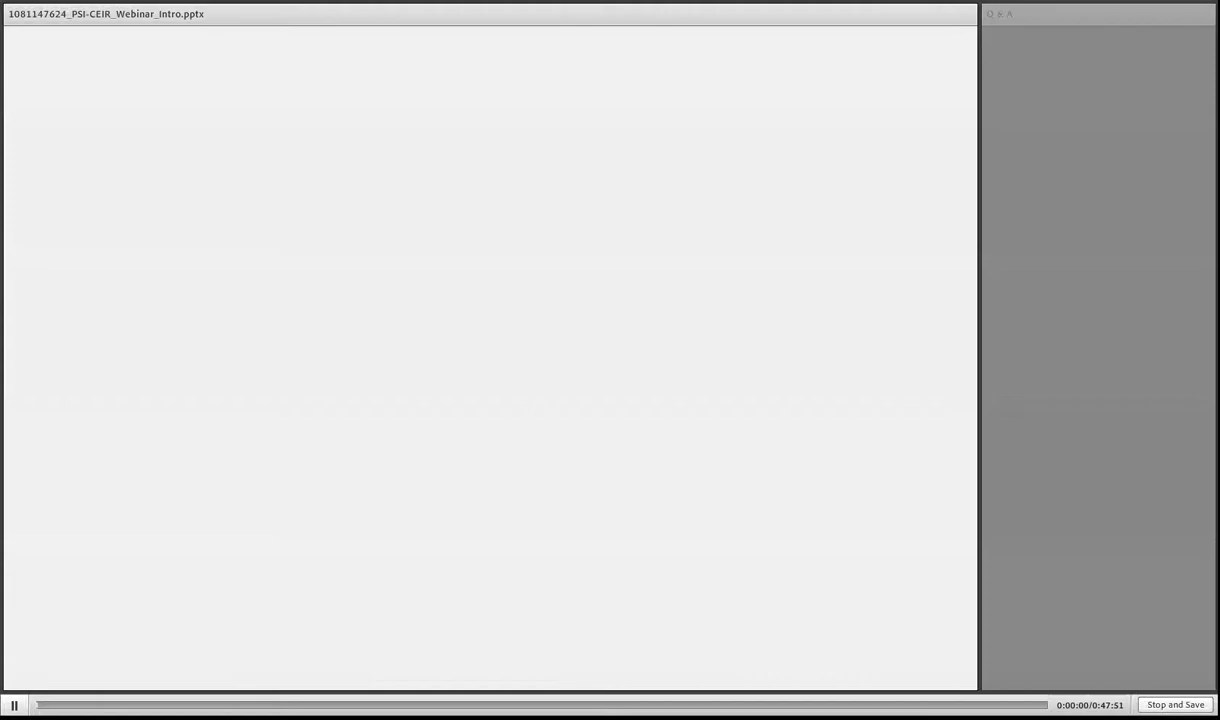 1081147624_PSI-CEIR_Webinar_Intro.pptx
Q & A
0:00:00/0:47:51
Stop and Save